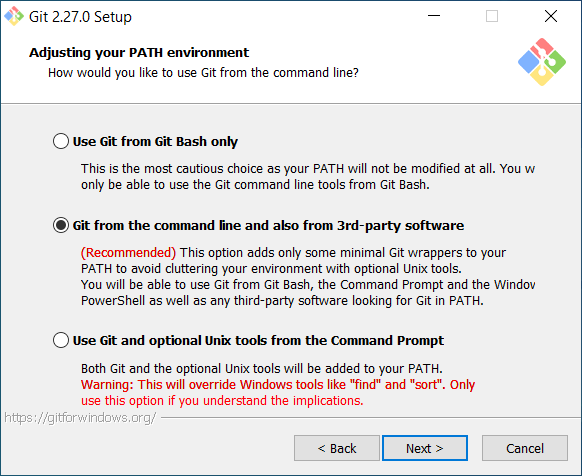 Git 2.27.0 Setup
Adjusting your PATH environment
How would you like to use Git from the command line?
Use Git from Git Bash only
This is the most cautious choice as your PATH will not be modified at all. You w
only be able to use the Git command line tools from Git Bash.
Git from the command line and also from 3rd-party software
(Recommended) This option adds only some minimal Git wrappers to your
PATH to avoid cluttering your environment with optional Unix tools.
You will be able to use Git from Git Bash, the Command Prompt and the Window
PowerShell as well as any third-party software looking for Git in PATH.
Use Git and optional Unix tools from the Command Prompt
Both Git and the optional Unix tools will be added to your PATH.
Warning: This will override Windows tools like "find" and "sort". Only
use this option if you understand the implications.
https://gitforwindows.org/
< Back Next > Cancel